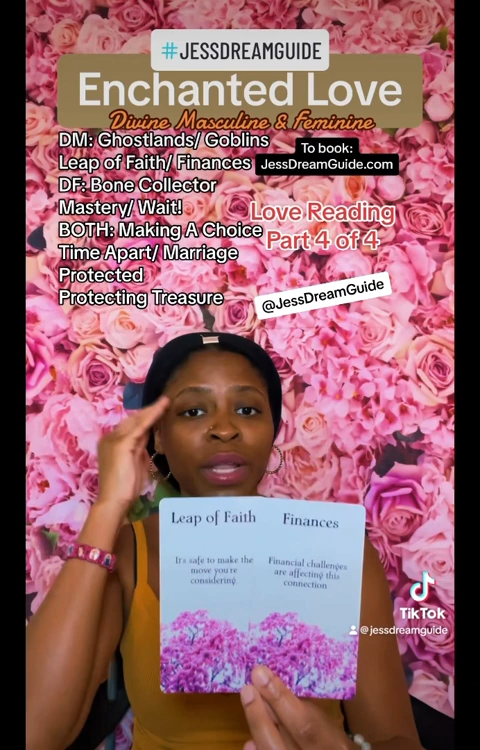 #JESSDREAMGUIDE
Enchanted Love
Divine Masculine & Feminine
DM: Ghostlands/ Goblins
Leap of Faith/ Finances
DF: Bone Collector
Mastery/ Wait!
BOTH: Making A Choice
Time Apart/ Marriage
Protected
Protecting Treasure
To book:
JessDreamGuide.com
Love Reading
Part 4 of 4
@JessDreamGuide
Leap of Faith
It's safe to make the
move you're
considering
Finances
Financial challenges
are affecting this
connection
TikTok
@jessdreamguide